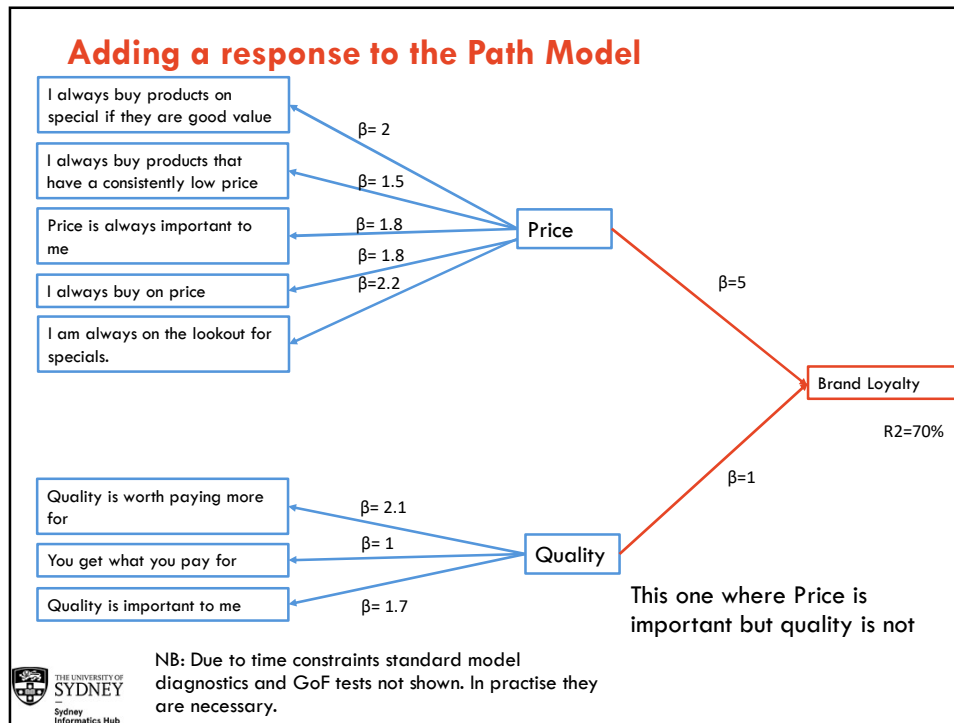 Adding a response to the Path Model
I always buy products on
special if they are good value
β= 2
I always buy products that
have a consistently low price
β= 1.5
Price is always important to
me
β= 1.8
Price
β= 1.8
I always buy on price
β=2.2
β=5
I am always on the lookout for
specials.
Brand Loyalty
R2=70%
β=1
Quality is worth paying more
for
β= 2.1
β= 1
You get what you pay for
Quality
Quality is important to me
β= 1.7
This one where Price is
important but quality is not
NB: Due to time constraints standard model
diagnostics and GoF tests not shown. In practise they
are necessary.
THE UNIVERSITY OF
SYDNEY
Sydney
Informatics Hub